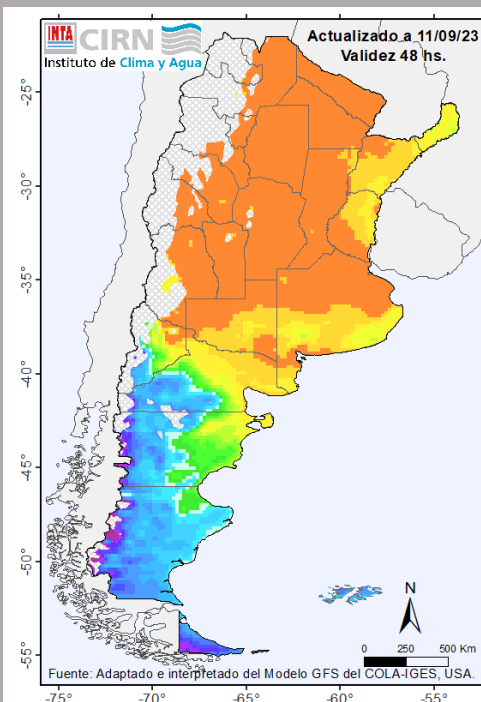 INTA CIRN
Instituto de Clima y Agua
Actualizado a 11/09/23
Validez 48 hs.
-25°
-30°
-35°
-40°
-45°
-50°
-55°
N
0 250 500 Km
Fuente: Adaptado e interpretado del Modelo GFS del COLA-IGES, USA.
-75° -70° -65° -60° -55°